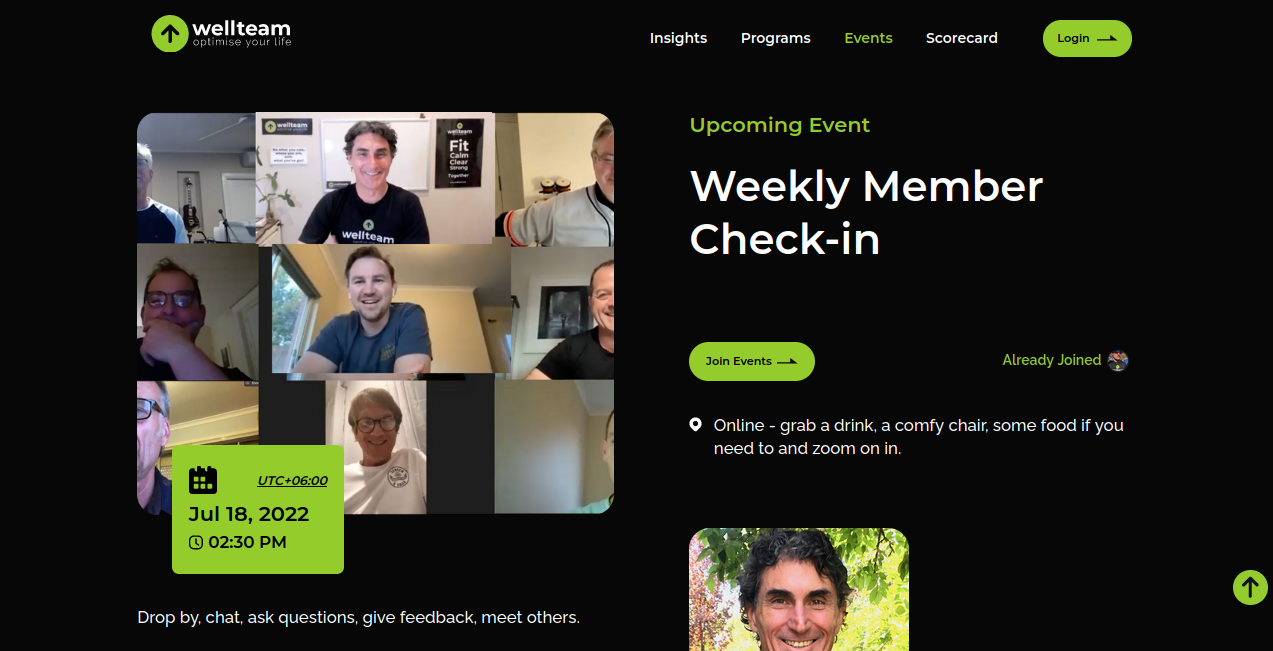 wellteam
optimise your life
Insights
Programs
Events
Scorecard
Login
wellteam
wellteam
Fit
Calm
Clear
Strong
Together
wellteam
Upcoming Event
Weekly Member
Check-in
Join Events
Already Joined
Online - grab a drink, a comfy chair, some food if you
need to and zoom on in.
UTC+06:00
Jul 18, 2022
02:30 PM
Drop by, chat, ask questions, give feedback, meet others.